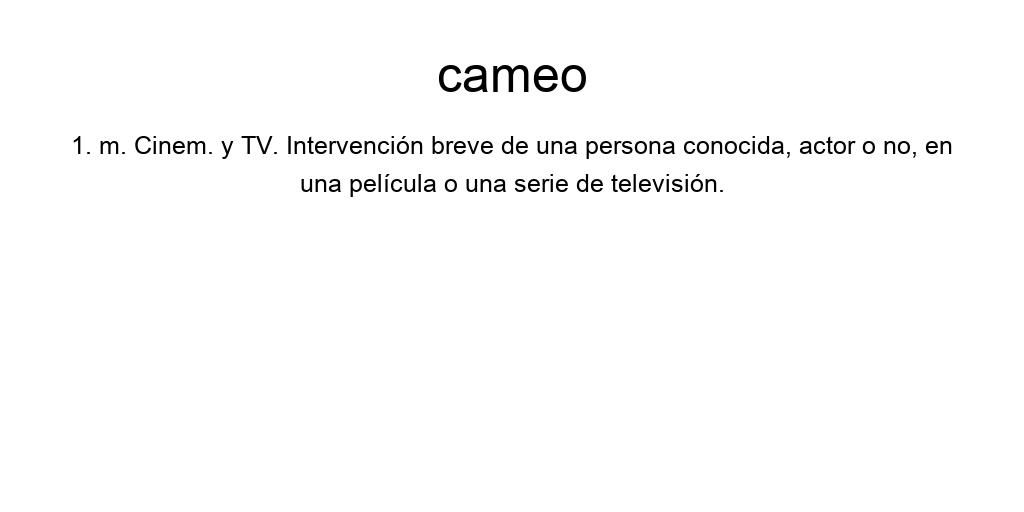 cameo
1. m. Cinem. y TV. Intervención breve de una persona conocida, actor o no, en
una película o una serie de televisión.